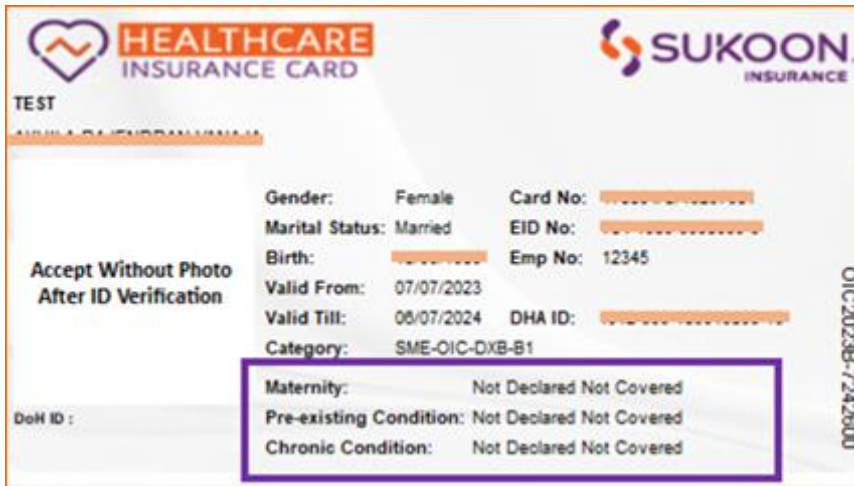 HEALTHCARE
INSURANCE CARD
SUKOON
INSURANCE
TEST
Gender: Female Card No:
Marital Status: Married EID No:
Birth: Emp No: 12345
Accept Without Photo
After ID Verification
Valid From: 07/07/2023
Valid Till: 06/07/2024 DHA ID:
Category: SME-OIC-DXB-B1
Maternity: Not Declared Not Covered
Pre-existing Condition: Not Declared Not Covered
DoH ID :
Chronic Condition: Not Declared Not Covered
OIC2023B-7242600